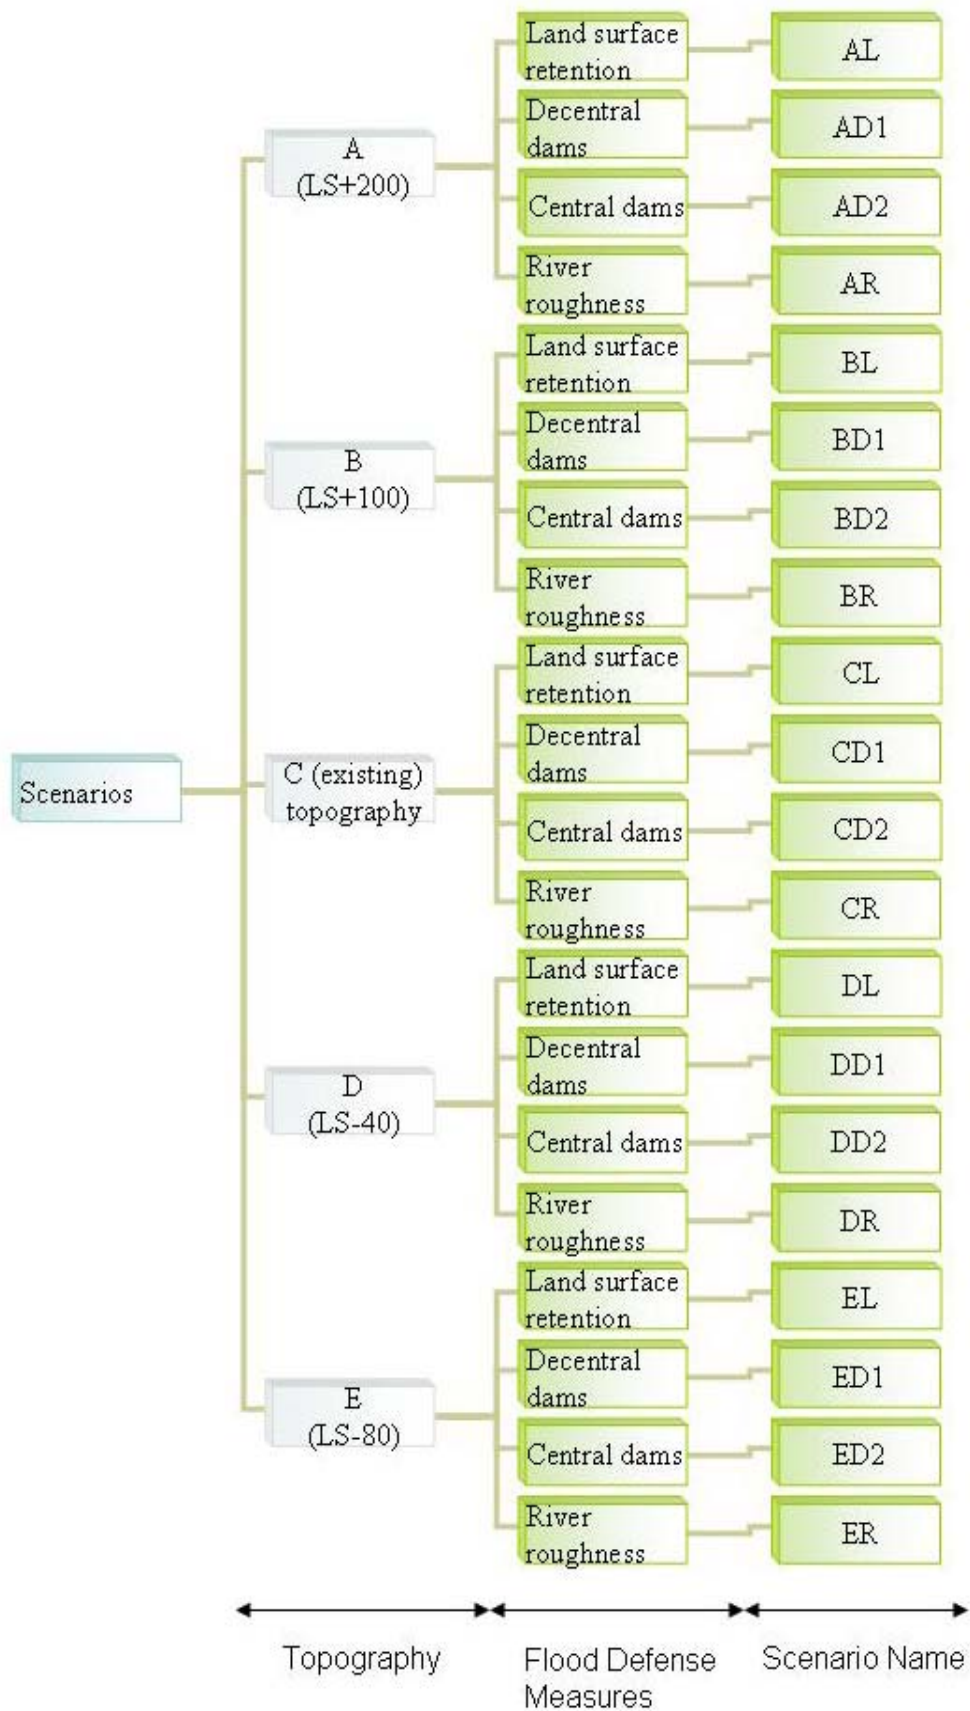 Scenarios
A
(LS+200)
Land surface
retention
AL
Decentral
dams
AD1
Central dams
AD2
River
roughness
AR
B
(LS+100)
Land surface
retention
BL
Decentral
dams
BD1
Central dams
BD2
River
roughness
BR
C (existing)
topography
Land surface
retention
CL
Decentral
dams
CD1
Central dams
CD2
River
roughness
CR
D
(LS-40)
Land surface
retention
DL
Decentral
dams
DD1
Central dams
DD2
River
roughness
DR
E
(LS-80)
Land surface
retention
EL
Decentral
dams
ED1
Central dams
ED2
River
roughness
ER
Topography
Flood Defense
Measures
Scenario Name